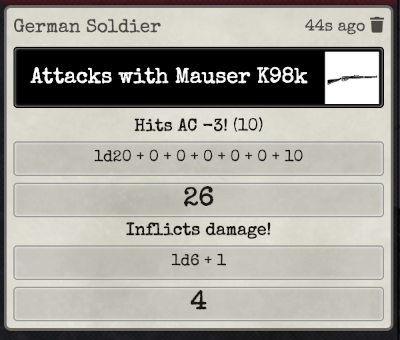 German Soldier 44s ago
Attacks with Mauser K98k
Hits AC -3! (10)
1d20 + 0 + 0 + 0 + 0 + 0 + 10
26
Inflicts damage!
1d6 + 1
4